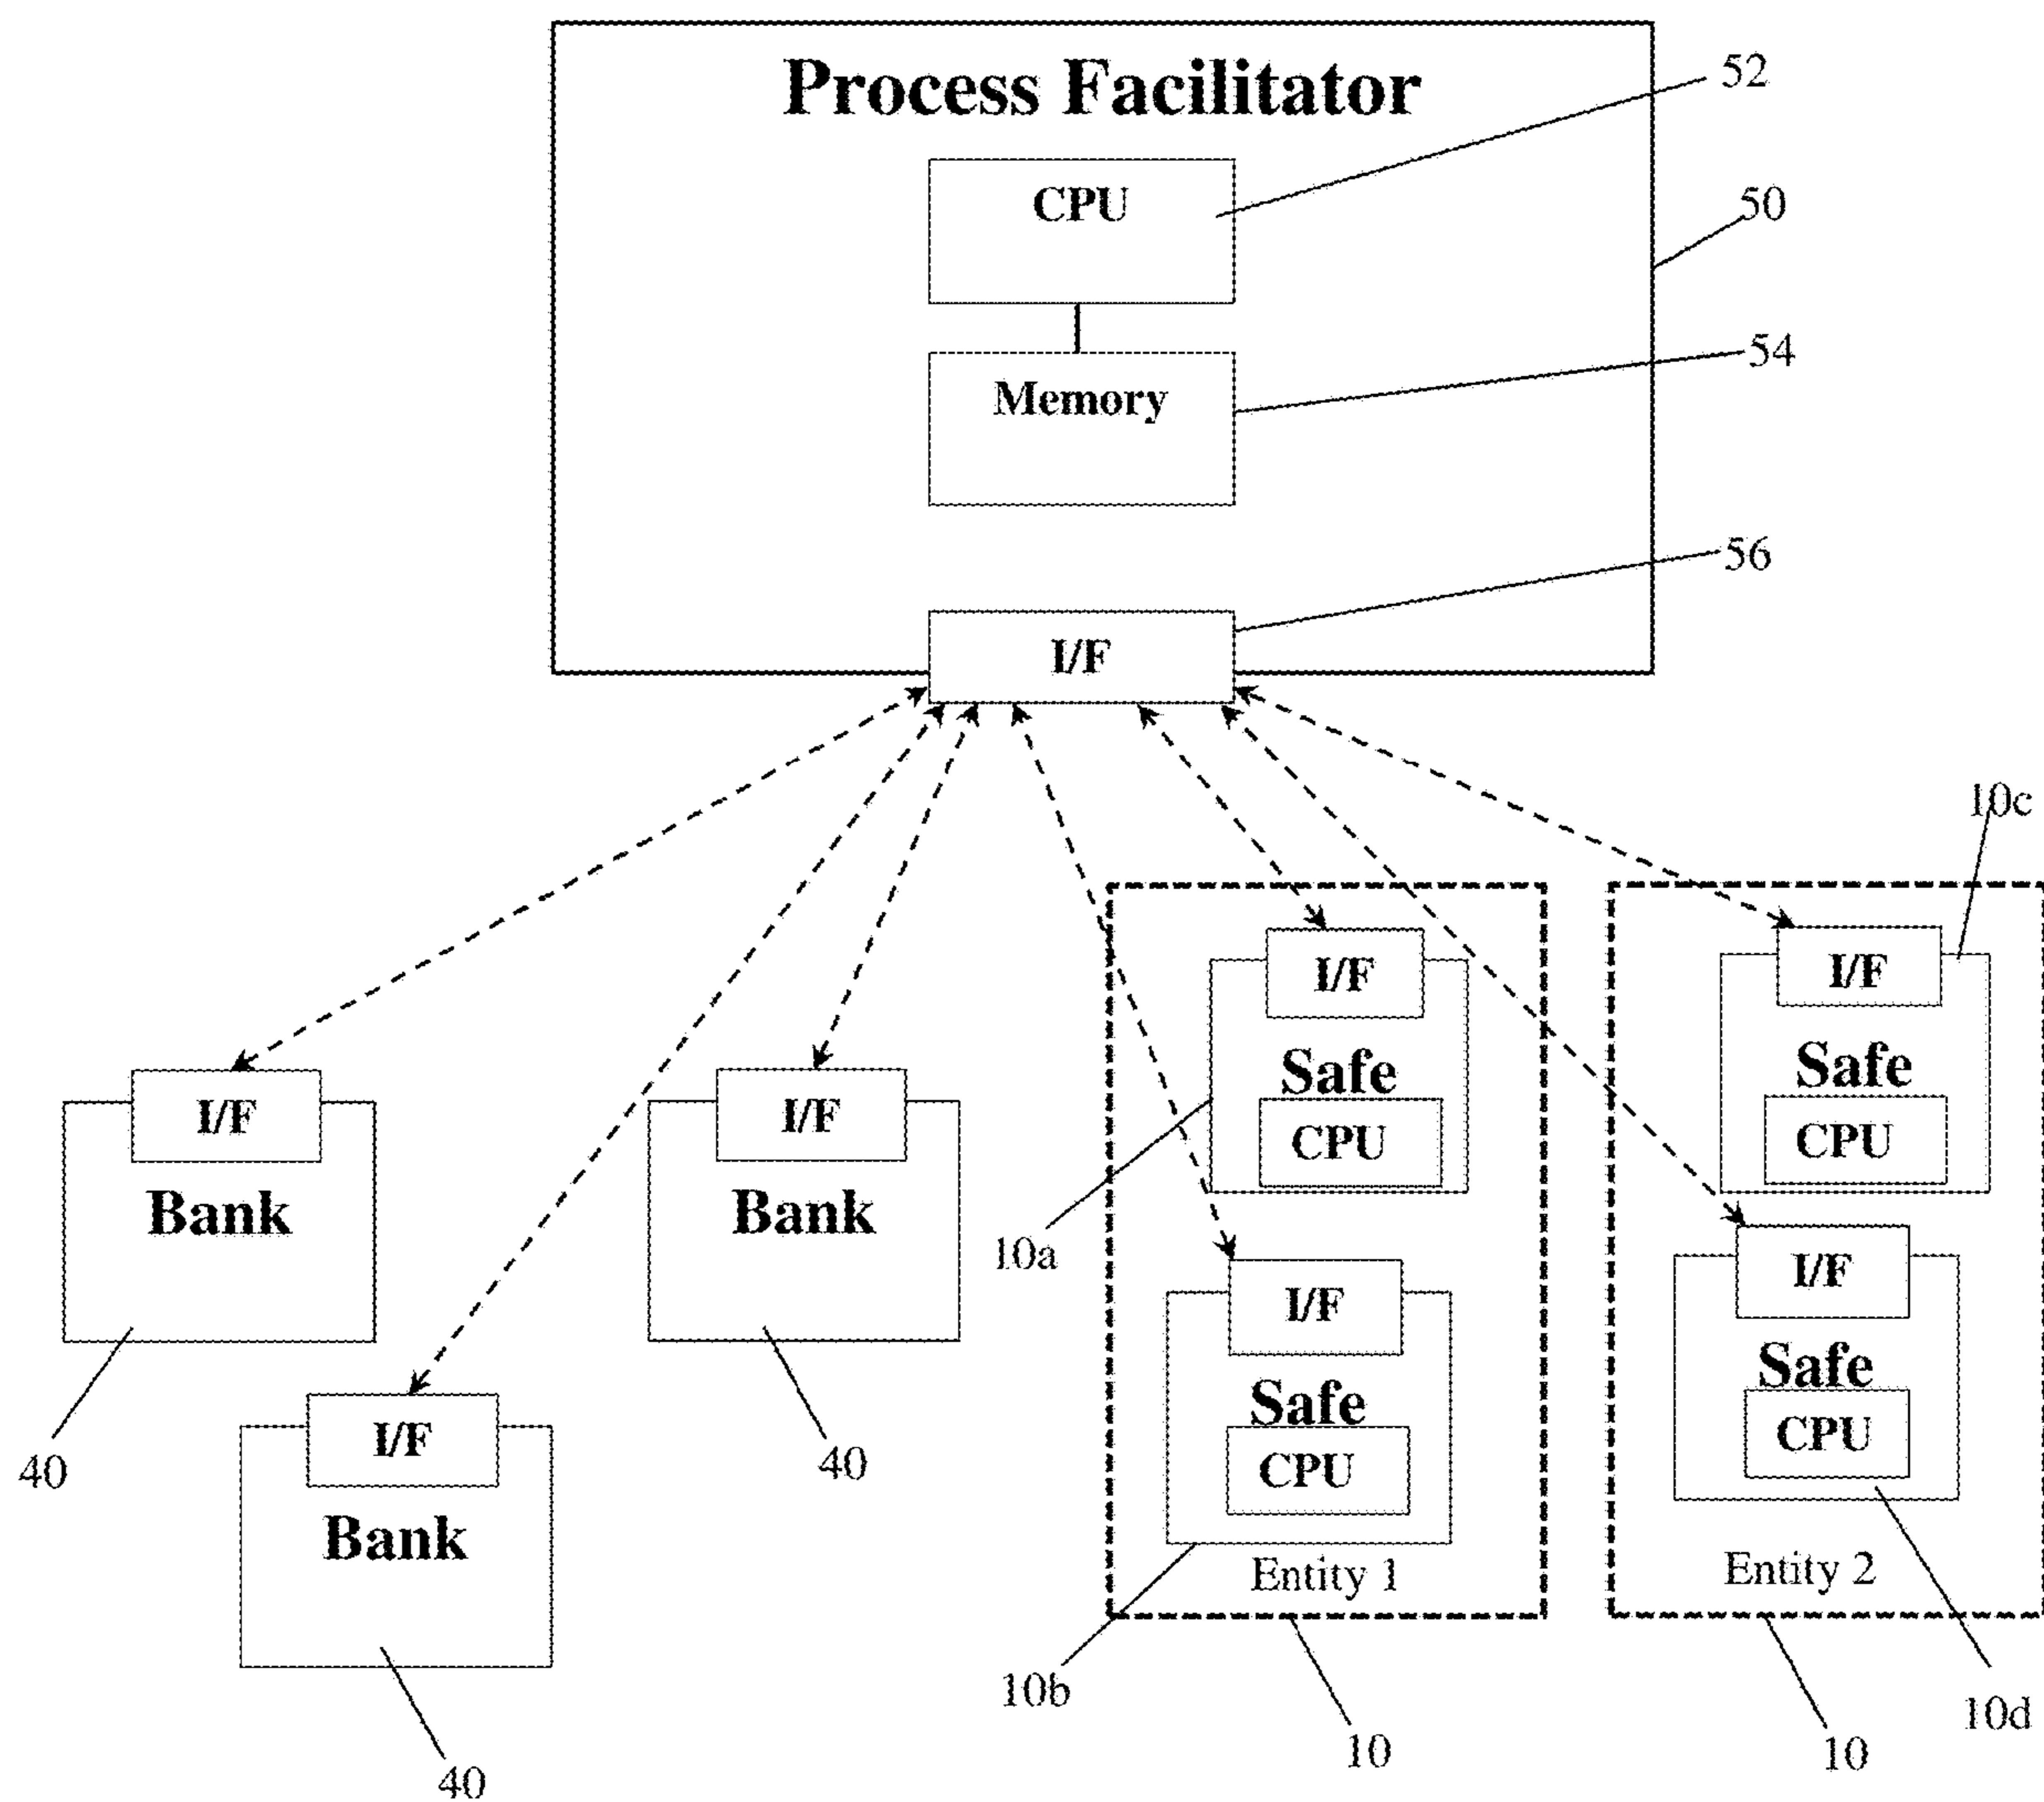 Process Facilitator
52
CPU
50
54
Memory
56
I/F
10c
I/F
I/F
Safe
Safe
CPU
CPU
I/F
I/F
Bank
Bank
10a
I/F
I/F
Safe
Safe
CPU
CPU
40
40
I/F
Bank
Entity 1
Entity 2
10b
10d
10
10
40